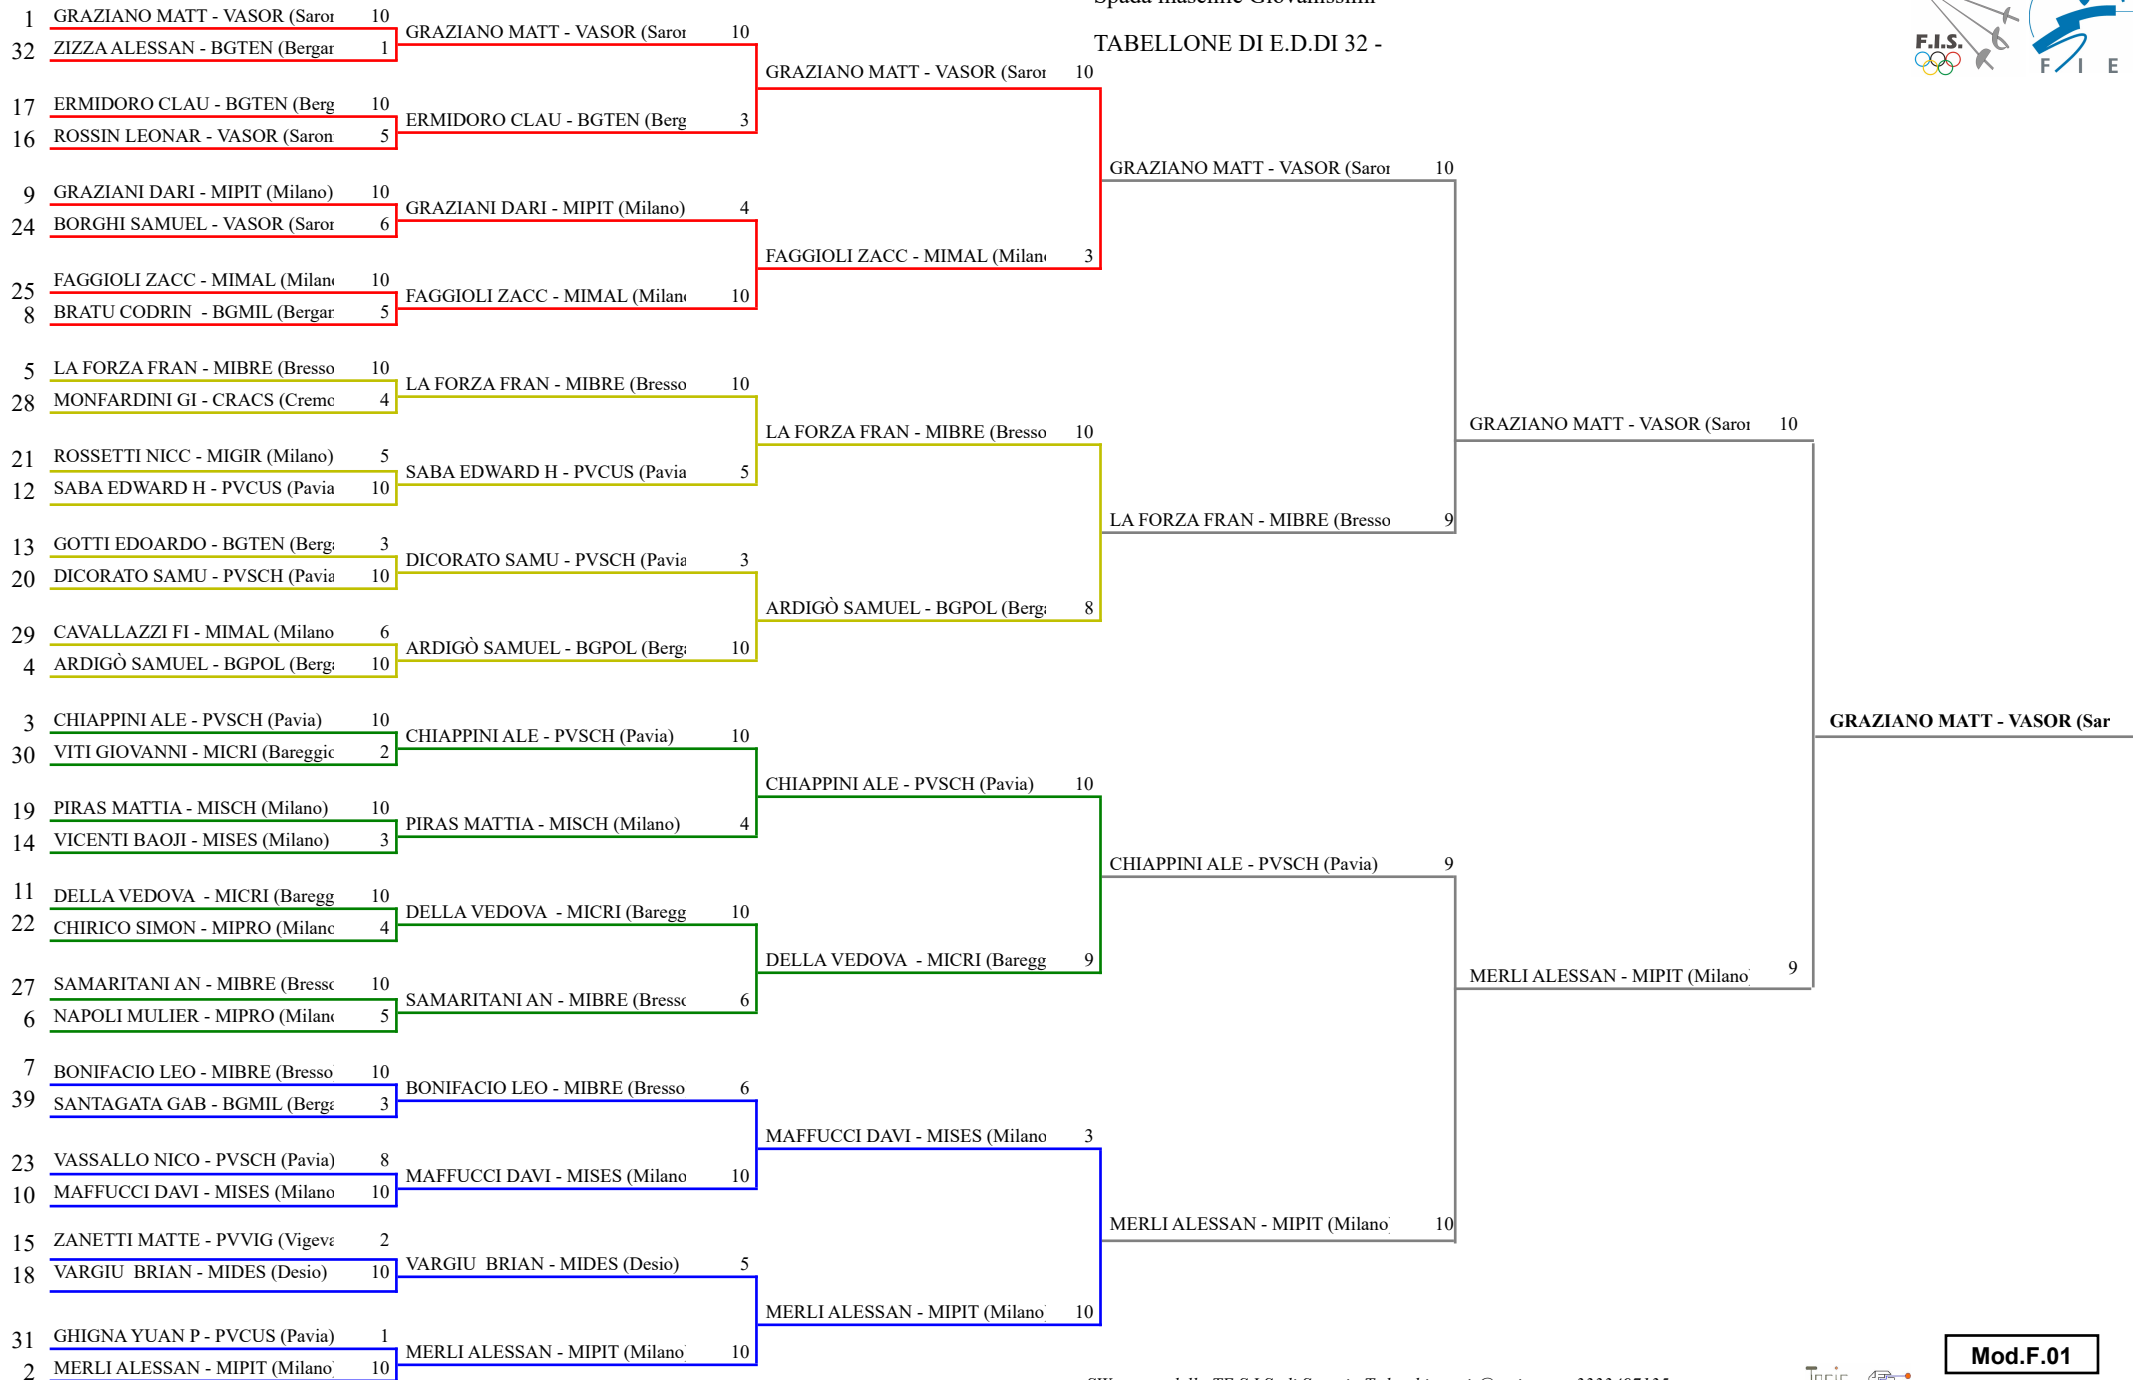 Spada maschile Giovanissimi
TABELLONE DI E.D.DI 32 -
F.I.S.
F I E
1 GRAZIANO MATT - VASOR (Saror 10
32 ZIZZA ALESSAN - BGTEN (Bergar 1
17 ERMIDORO CLAU - BGTEN (Berg 10
16 ROSSIN LEONAR - VASOR (Saron 5
9 GRAZIANI DARI - MIPIT (Milano) 10
24 BORGHI SAMUEL - VASOR (Saror 6
25 FAGGIOLI ZACC - MIMAL (Milan 10
8 BRATU CODRIN - BGMIL (Bergar 5
5 LA FORZA FRAN - MIBRE (Bresso 10
28 MONFARDINI GI - CRACS (Cremo 4
21 ROSSETTI NICC - MIGIR (Milano) 5
12 SABA EDWARD H - PVCUS (Pavia 10
13 GOTTI EDOARDO - BGTEN (Berg 3
20 DICORATO SAMU - PVSCH (Pavia 10
29 CAVALLAZZI FI - MIMAL (Milano 6
4 ARDIGÒ SAMUEL - BGPOL (Berg 10
3 CHIAPPINI ALE - PVSCH (Pavia) 10
30 VITI GIOVANNI - MICRI (Bareggio 2
19 PIRAS MATTIA - MISCH (Milano) 10
14 VICENTI BAOJI - MISES (Milano) 3
11 DELLA VEDOVA - MICRI (Baregg 10
22 CHIRICO SIMON - MIPRO (Milano 4
27 SAMARITANI AN - MIBRE (Bresso 10
6 NAPOLI MULIER - MIPRO (Milan 5
7 BONIFACIO LEO - MIBRE (Bresso 10
39 SANTAGATA GAB - BGMIL (Berga 3
23 VASSALLO NICO - PVSCH (Pavia) 8
10 MAFFUCCI DAVI - MISES (Milano 10
15 ZANETTI MATTE - PVVIG (Vigeva 2
18 VARGIU BRIAN - MIDES (Desio) 10
31 GHIGNA YUAN P - PVCUS (Pavia) 1
2 MERLI ALESSAN - MIPIT (Milano) 10
GRAZIANO MATT - VASOR (Saror 10
ERMIDORO CLAU - BGTEN (Berg 3
GRAZIANI DARI - MIPIT (Milano) 4
FAGGIOLI ZACC - MIMAL (Milan 10
LA FORZA FRAN - MIBRE (Bresso 10
SABA EDWARD H - PVCUS (Pavia 5
DICORATO SAMU - PVSCH (Pavia 3
ARDIGÒ SAMUEL - BGPOL (Berg 10
CHIAPPINI ALE - PVSCH (Pavia) 10
PIRAS MATTIA - MISCH (Milano) 4
DELLA VEDOVA - MICRI (Baregg 10
SAMARITANI AN - MIBRE (Bresso 6
BONIFACIO LEO - MIBRE (Bresso 6
MAFFUCCI DAVI - MISES (Milano 10
VARGIU BRIAN - MIDES (Desio) 5
MERLI ALESSAN - MIPIT (Milano) 10
GRAZIANO MATT - VASOR (Saror 10
FAGGIOLI ZACC - MIMAL (Milan 3
LA FORZA FRAN - MIBRE (Bresso 10
ARDIGÒ SAMUEL - BGPOL (Berg 8
CHIAPPINI ALE - PVSCH (Pavia) 10
DELLA VEDOVA - MICRI (Baregg 9
MAFFUCCI DAVI - MISES (Milano 3
MERLI ALESSAN - MIPIT (Milano) 10
GRAZIANO MATT - VASOR (Saror 10
LA FORZA FRAN - MIBRE (Bresso 9
CHIAPPINI ALE - PVSCH (Pavia) 9
MERLI ALESSAN - MIPIT (Milano) 10
GRAZIANO MATT - VASOR (Saror 10
MERLI ALESSAN - MIPIT (Milano) 9
GRAZIANO MATT - VASOR (Sar
Mod.F.01